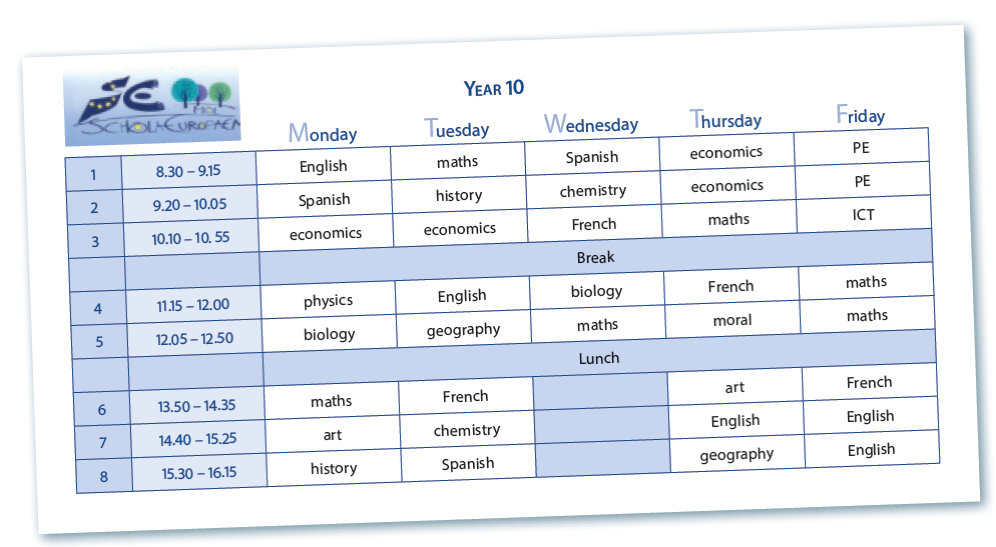 MOL
SCHOLA EUROPAEA
YEAR 10
Monday Tuesday Wednesday Thursday Friday
1 8.30 – 9.15 English maths Spanish economics PE
2 9.20 – 10.05 Spanish history chemistry economics PE
3 10.10 – 10. 55 economics economics French maths ICT
Break
4 11.15 – 12.00 physics English biology French maths
5 12.05 – 12.50 biology geography maths moral maths
Lunch
6 13.50 – 14.35 maths French art French
7 14.40 – 15.25 art chemistry English English
8 15.30 – 16.15 history Spanish geography English